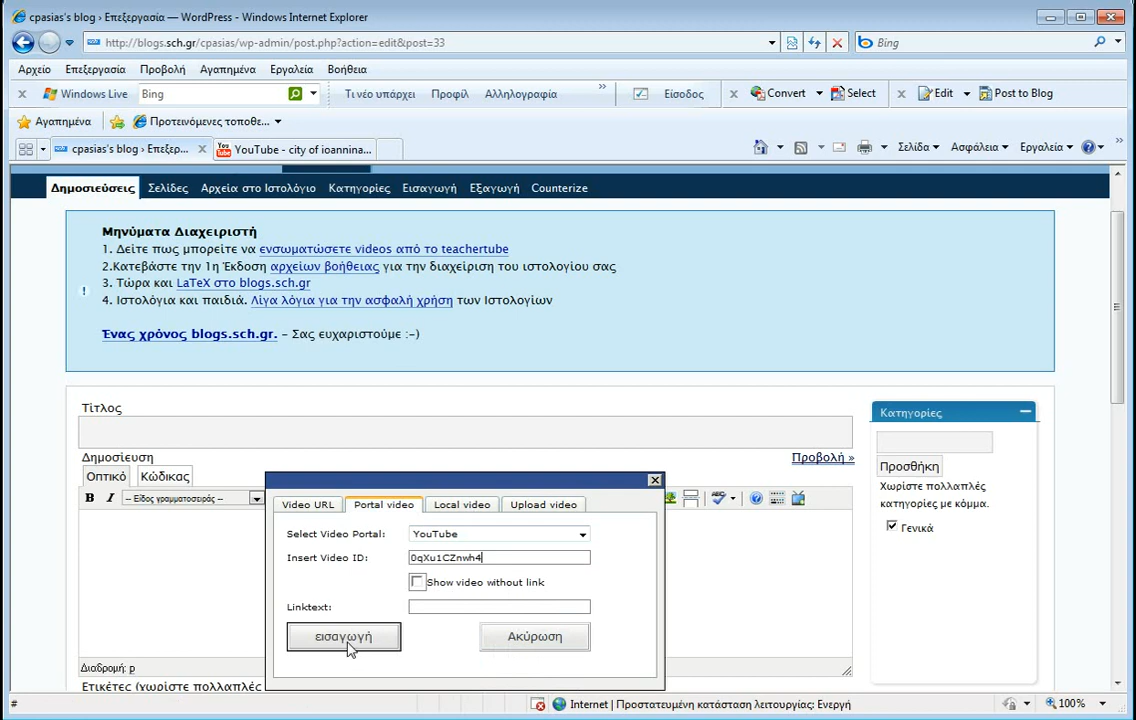 cpasias's blog › Επεξεργασία — WordPress - Windows Internet Explorer
http://blogs.sch.gr/cpasias/wp-admin/post.php?action=edit&post=33
Bing
Αρχείο Επεξεργασία Προβολή Αγαπημένα Εργαλεία Βοήθεια
Windows Live Bing Τι νέο υπάρχει Προφίλ Αλληλογραφία » Είσοδος Convert Select Edit Post to Blog
Αγαπημένα Προτεινόμενες τοποθε...
cpasias's blog › Επεξερ... YouTube - city of ioannina... Σελίδα Ασφάλεια Εργαλεία »
Δημοσιεύσεις Σελίδες Αρχεία στο Ιστολόγιο Κατηγορίες Εισαγωγή Εξαγωγή Counterize
Μηνύματα Διαχειριστή
1. Δείτε πως μπορείτε να ενσωματώσετε videos από το teachertube
2.Κατεβάστε την 1η Έκδοση αρχείων βοήθειας για την διαχείριση του ιστολογίου σας
3. Τώρα και LaTeX στο blogs.sch.gr
4. Ιστολόγια και παιδιά. Λίγα λόγια για την ασφαλή χρήση των Ιστολογίων
!
Ένας χρόνος blogs.sch.gr. – Σας ευχαριστούμε :-)
Τίτλος
Δημοσίευση
Προβολή »
Οπτικό Κώδικας
B I -- Είδος γραμματοσειράς --
Video URL Portal video Local video Upload video
Select Video Portal: YouTube
Insert Video ID: 0qXu1CZnwh4
Show video without link
Linktext:
εισαγωγή Ακύρωση
Διαδρομή: p
Ετικέτες (χωρίστε πολλαπλές
Κατηγορίες
Προσθήκη
Χωρίστε πολλαπλές
κατηγορίες με κόμμα.
Γενικά
# Internet | Προστατευμένη κατάσταση λειτουργίας: Ενεργή 100%